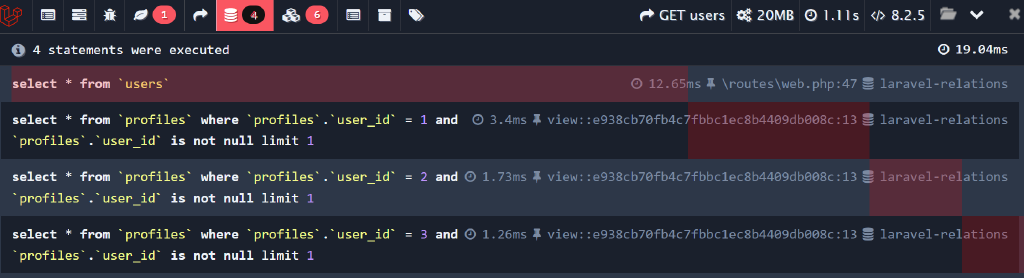 1 4 6 GET users 20MB 1.11s 8.2.5
4 statements were executed 19.04ms
select * from `users` 12.65ms \routes\web.php:47 laravel-relations
select * from `profiles` where `profiles`.`user_id` = 1 and 3.4ms view::e938cb70fb4c7fbbc1ec8b4409db008c:13 laravel-relations
`profiles`.`user_id` is not null limit 1
select * from `profiles` where `profiles`.`user_id` = 2 and 1.73ms view::e938cb70fb4c7fbbc1ec8b4409db008c:13 laravel-relations
`profiles`.`user_id` is not null limit 1
select * from `profiles` where `profiles`.`user_id` = 3 and 1.26ms view::e938cb70fb4c7fbbc1ec8b4409db008c:13 laravel-relations
`profiles`.`user_id` is not null limit 1